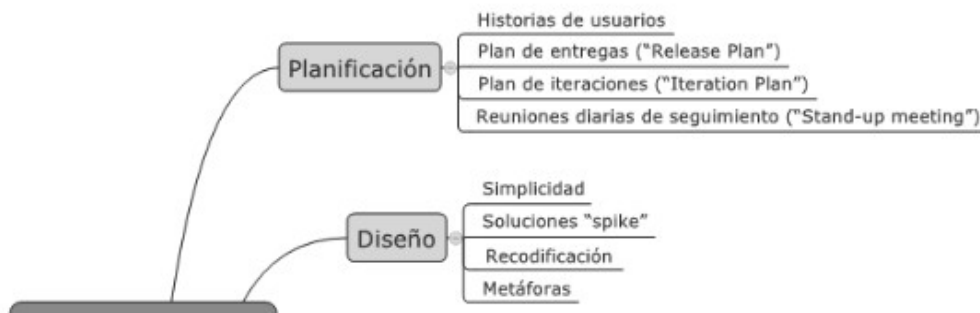 Historias de usuarios
Planificación
Plan de entregas (“Release Plan”)
Plan de iteraciones (“Iteration Plan”)
Reuniones diarias de seguimiento (“Stand-up meeting”)
Simplicidad
Diseño
Soluciones “spike”
Recodificación
Metáforas